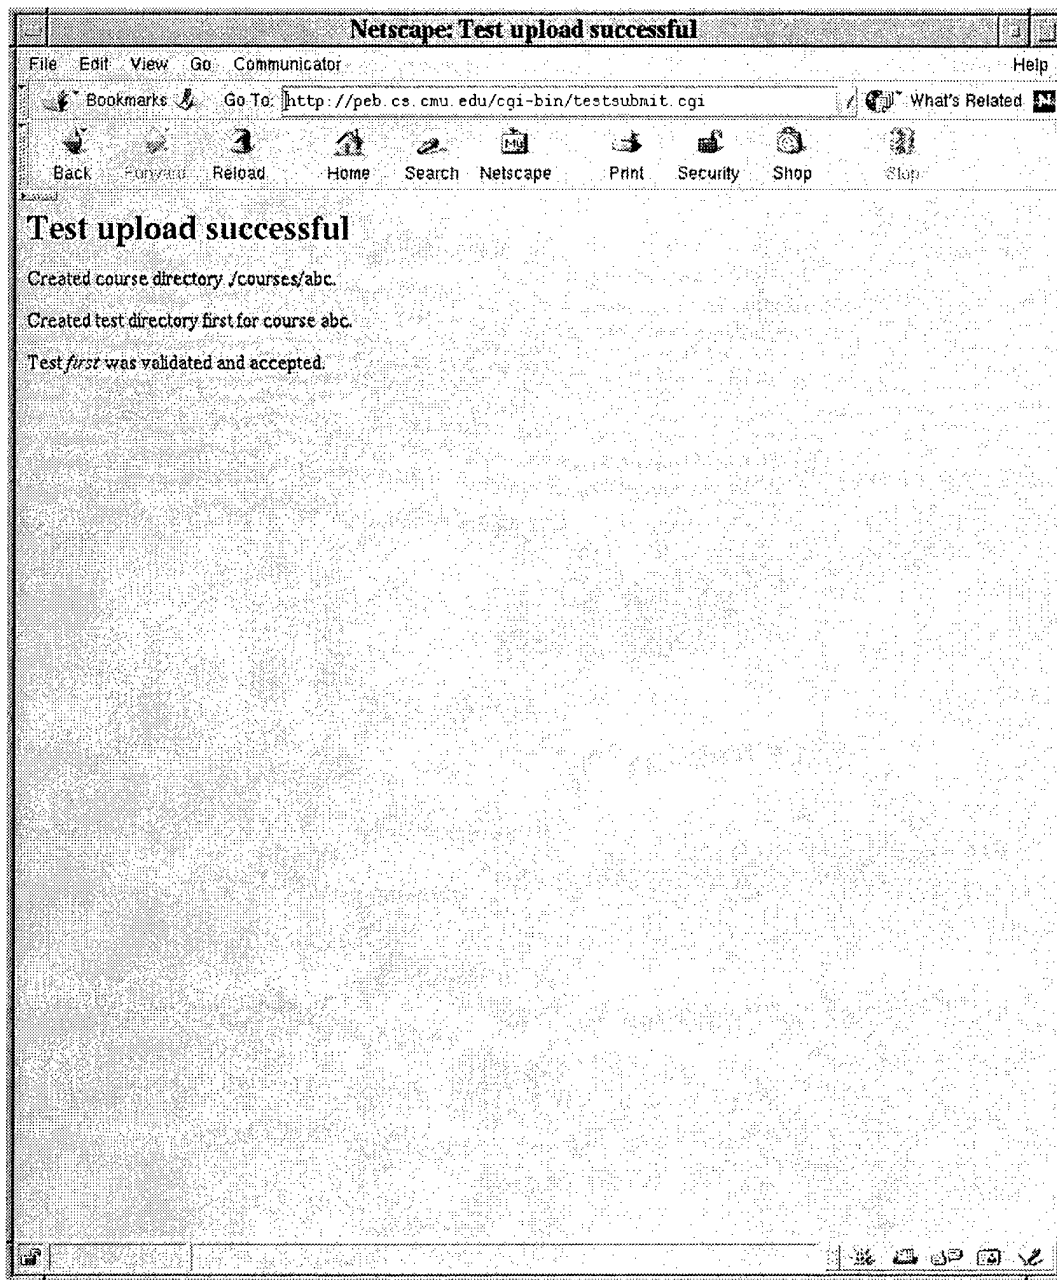 Netscape: Test upload successful
File Edit View Go Communicator Help
Bookmarks Go To: http://peb.cs.cmu.edu/cgi-bin/testsubmit.cgi What's Related
Back Forward Reload Home Search Netscape Print Security Shop Stop
Test upload successful
Created course directory ./courses/abc.
Created test directory first for course abc.
Test first was validated and accepted.